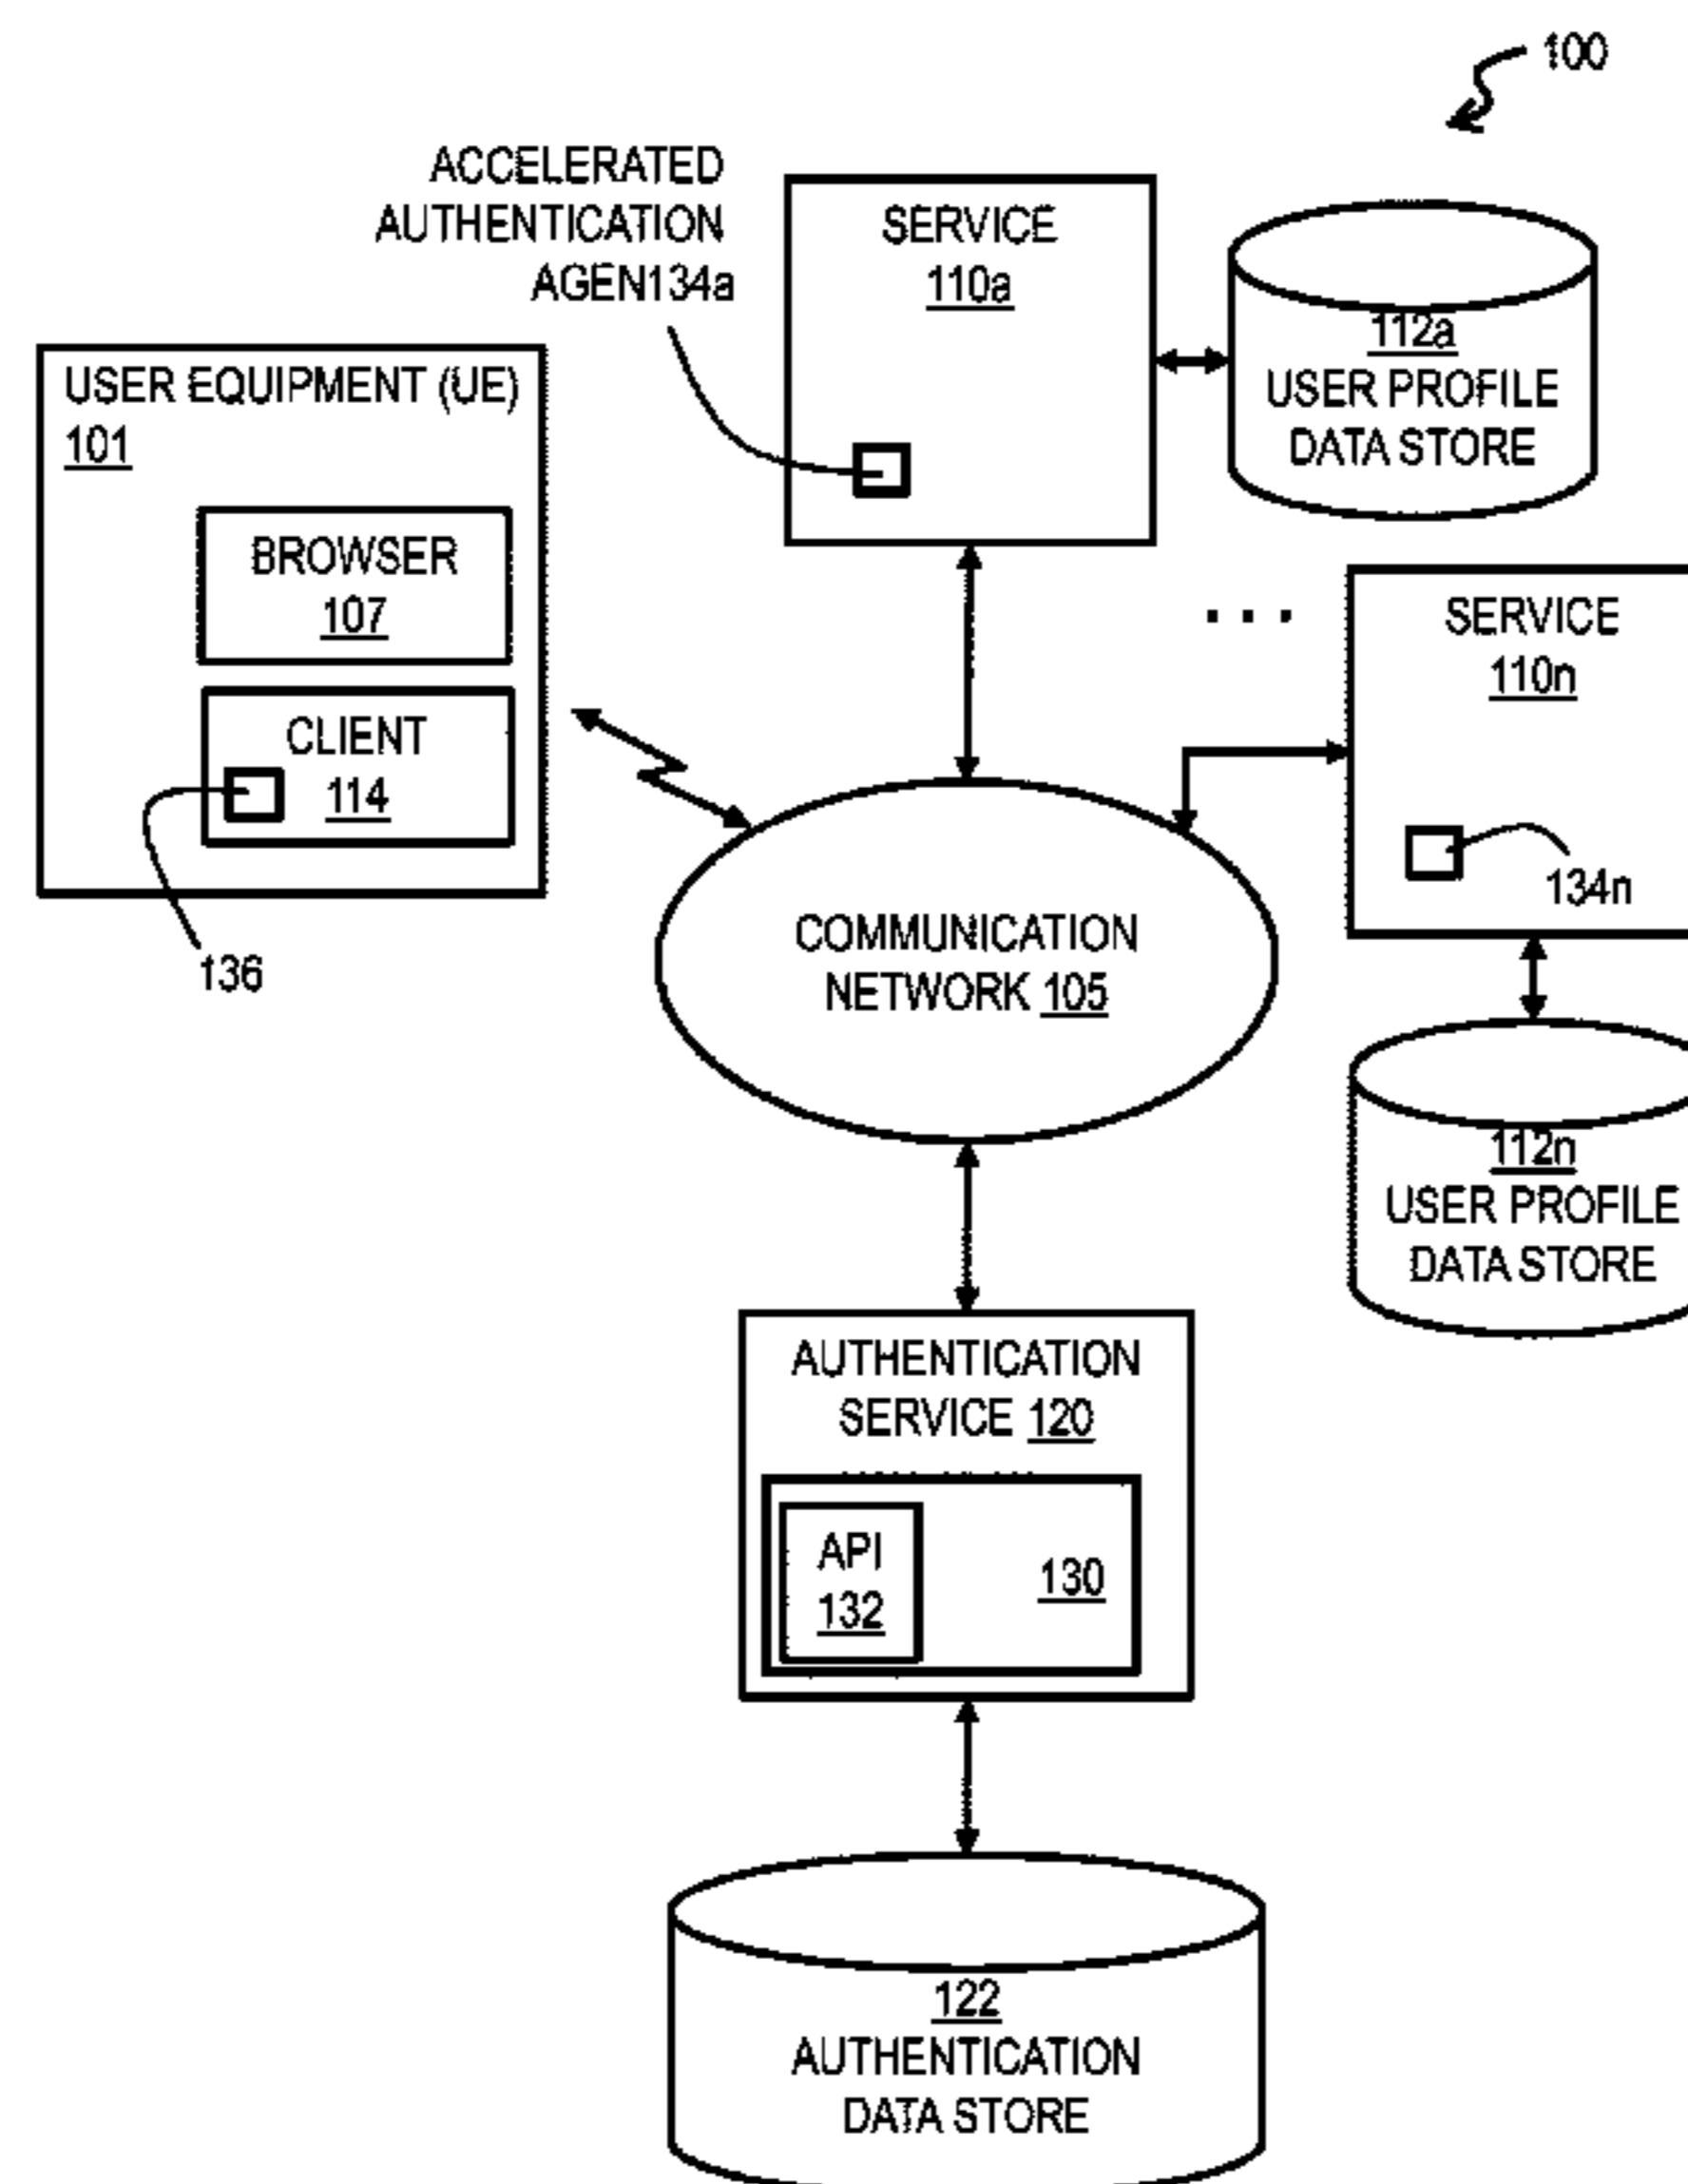 100
ACCELERATED
AUTHENTICATION
AGEN134a
SERVICE
110a
112a
USER PROFILE
DATA STORE
USER EQUIPMENT (UE)
101
BROWSER
107
CLIENT
114
136
SERVICE
110n
134n
COMMUNICATION
NETWORK 105
112n
USER PROFILE
DATA STORE
AUTHENTICATION
SERVICE 120
API
132
130
122
AUTHENTICATION
DATA STORE